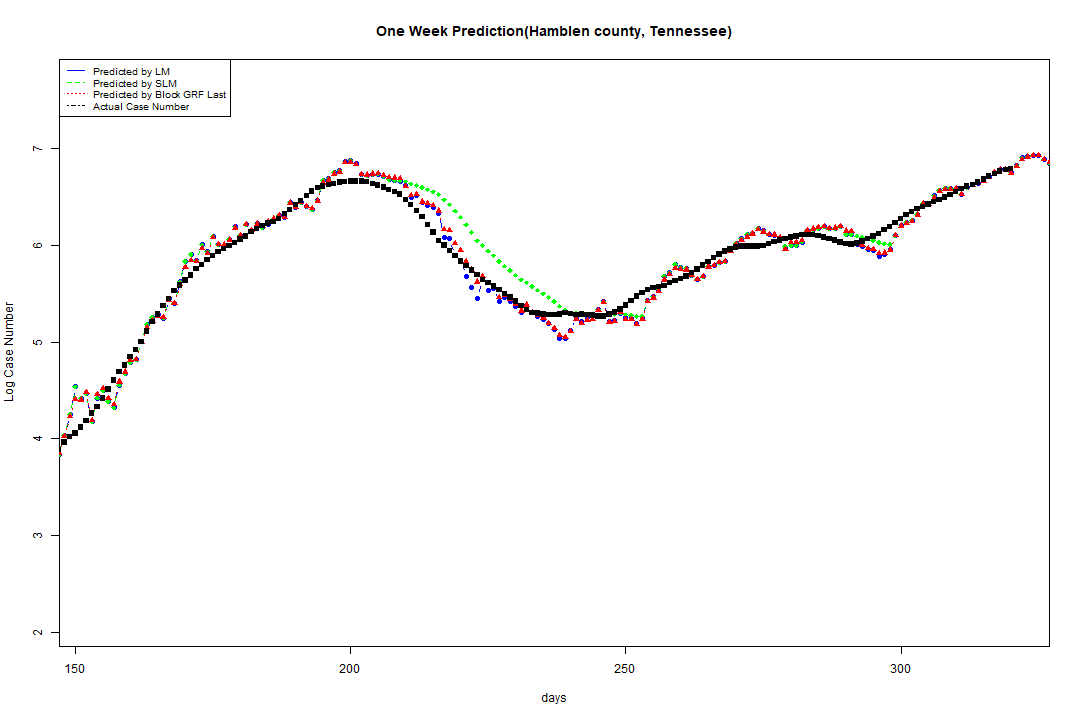 One Week Prediction(Hamblen county, Tennessee)
Predicted by LM
Predicted by SLM
Predicted by Block GRF Last
Actual Case Number
7
6
5
4
3
2
Log Case Number
150 200 250 300
days